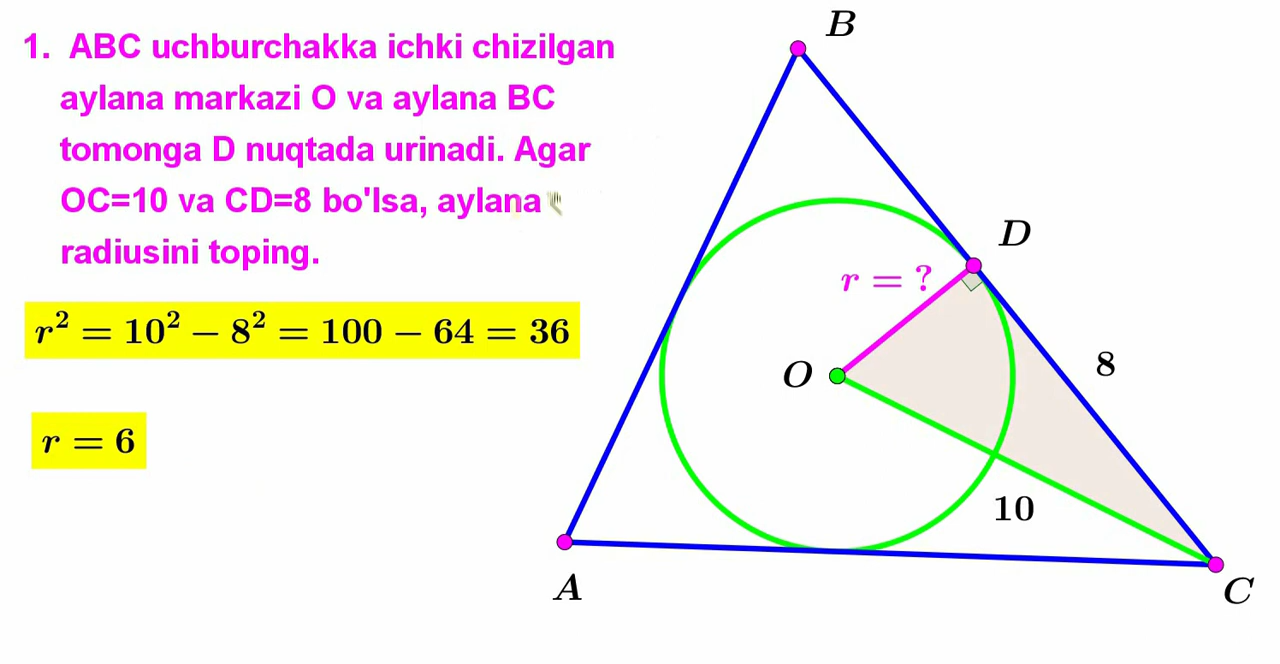 1. ABC uchburchakka ichki chizilgan
aylana markazi O va aylana BC
tomonga D nuqtada urinadi. Agar
OC=10 va CD=8 bo'lsa, aylana
radiusini toping.
r² = 10² − 8² = 100 − 64 = 36
r = 6
B
D
r = ?
O
8
10
A
C